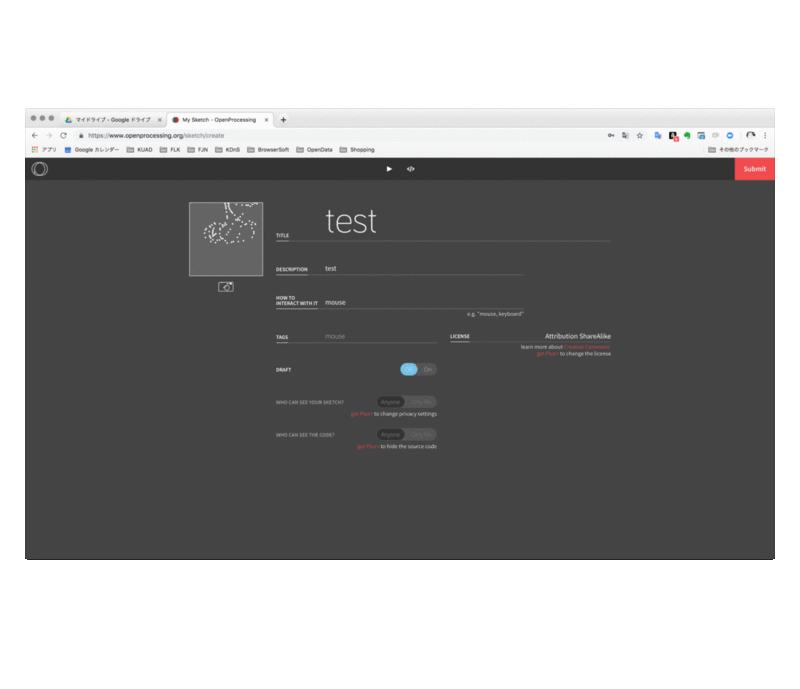 マイドライブ - Google ドライブ
My Sketch - OpenProcessing
https://www.openprocessing.org/sketch/create
アプリ
Google カレンダー
KUAD
FLK
FJN
KDnS
BrowserSoft
OpenData
Shopping
その他のブックマーク
</>
Submit
TITLE
test
DESCRIPTION
test
HOW TO
INTERACT WITH IT
mouse
e.g. "mouse, keyboard"
TAGS
mouse
LICENSE
Attribution ShareAlike
learn more about Creative Commons
get Plus+ to change the license
DRAFT
Off
On
WHO CAN SEE YOUR SKETCH?
Anyone
Only Me
get Plus+ to change privacy settings
WHO CAN SEE THE CODE?
Anyone
Only Me
get Plus+ to hide the source code